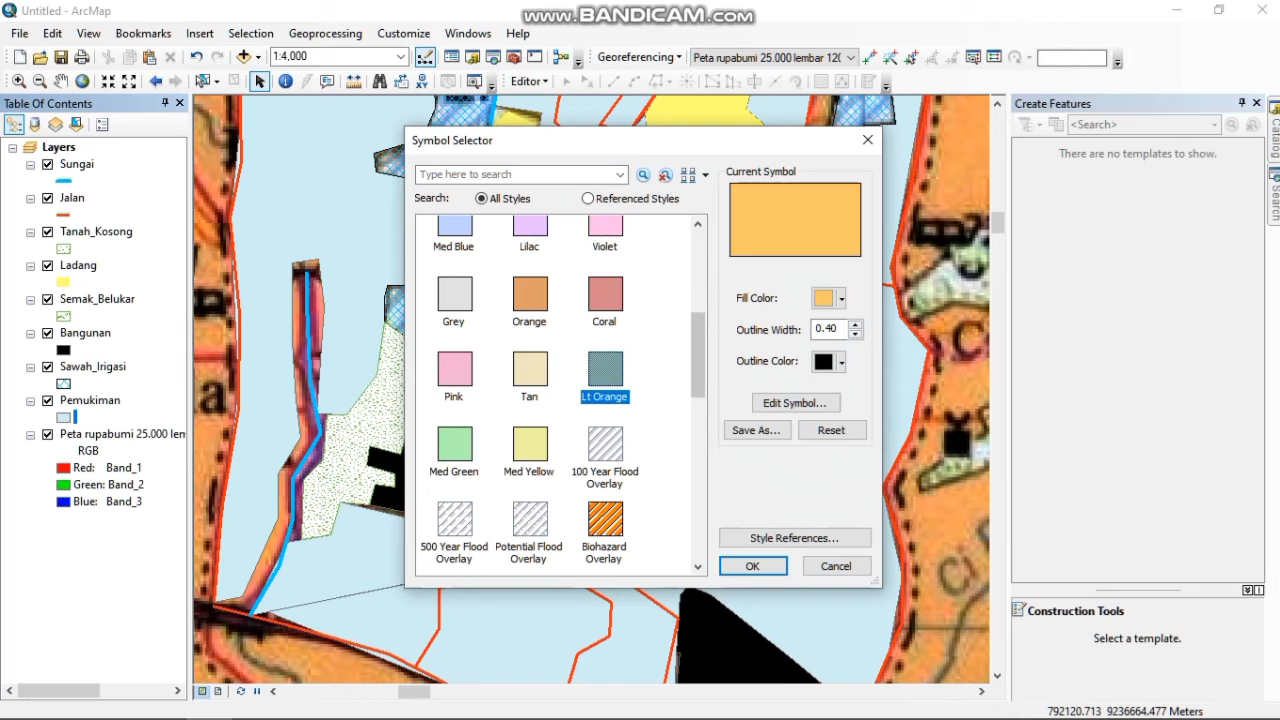 Untitled - ArcMap
www.BANDICAM.com
File Edit View Bookmarks Insert Selection Geoprocessing Customize Windows Help
1:4,000 Georeferencing Peta rupabumi 25.000 lembar 120
Editor
Table Of Contents
Layers
Sungai
Jalan
Tanah_Kosong
Ladang
Semak_Belukar
Bangunan
Sawah_Irigasi
Pemukiman
Peta rupabumi 25.000 lem
RGB
Red: Band_1
Green: Band_2
Blue: Band_3
Symbol Selector
Type here to search
Search: All Styles Referenced Styles
Med Blue Lilac Violet
Grey Orange Coral
Pink Tan Lt Orange
Med Green Med Yellow 100 Year Flood
Overlay
500 Year Flood Potential Flood Biohazard
Overlay Overlay Overlay
Current Symbol
Fill Color:
Outline Width: 0.40
Outline Color:
Edit Symbol...
Save As... Reset
Style References...
OK Cancel
Create Features
<Search>
There are no templates to show.
Catalog
Search
Construction Tools
Select a template.
792120.713 9236664.477 Meters